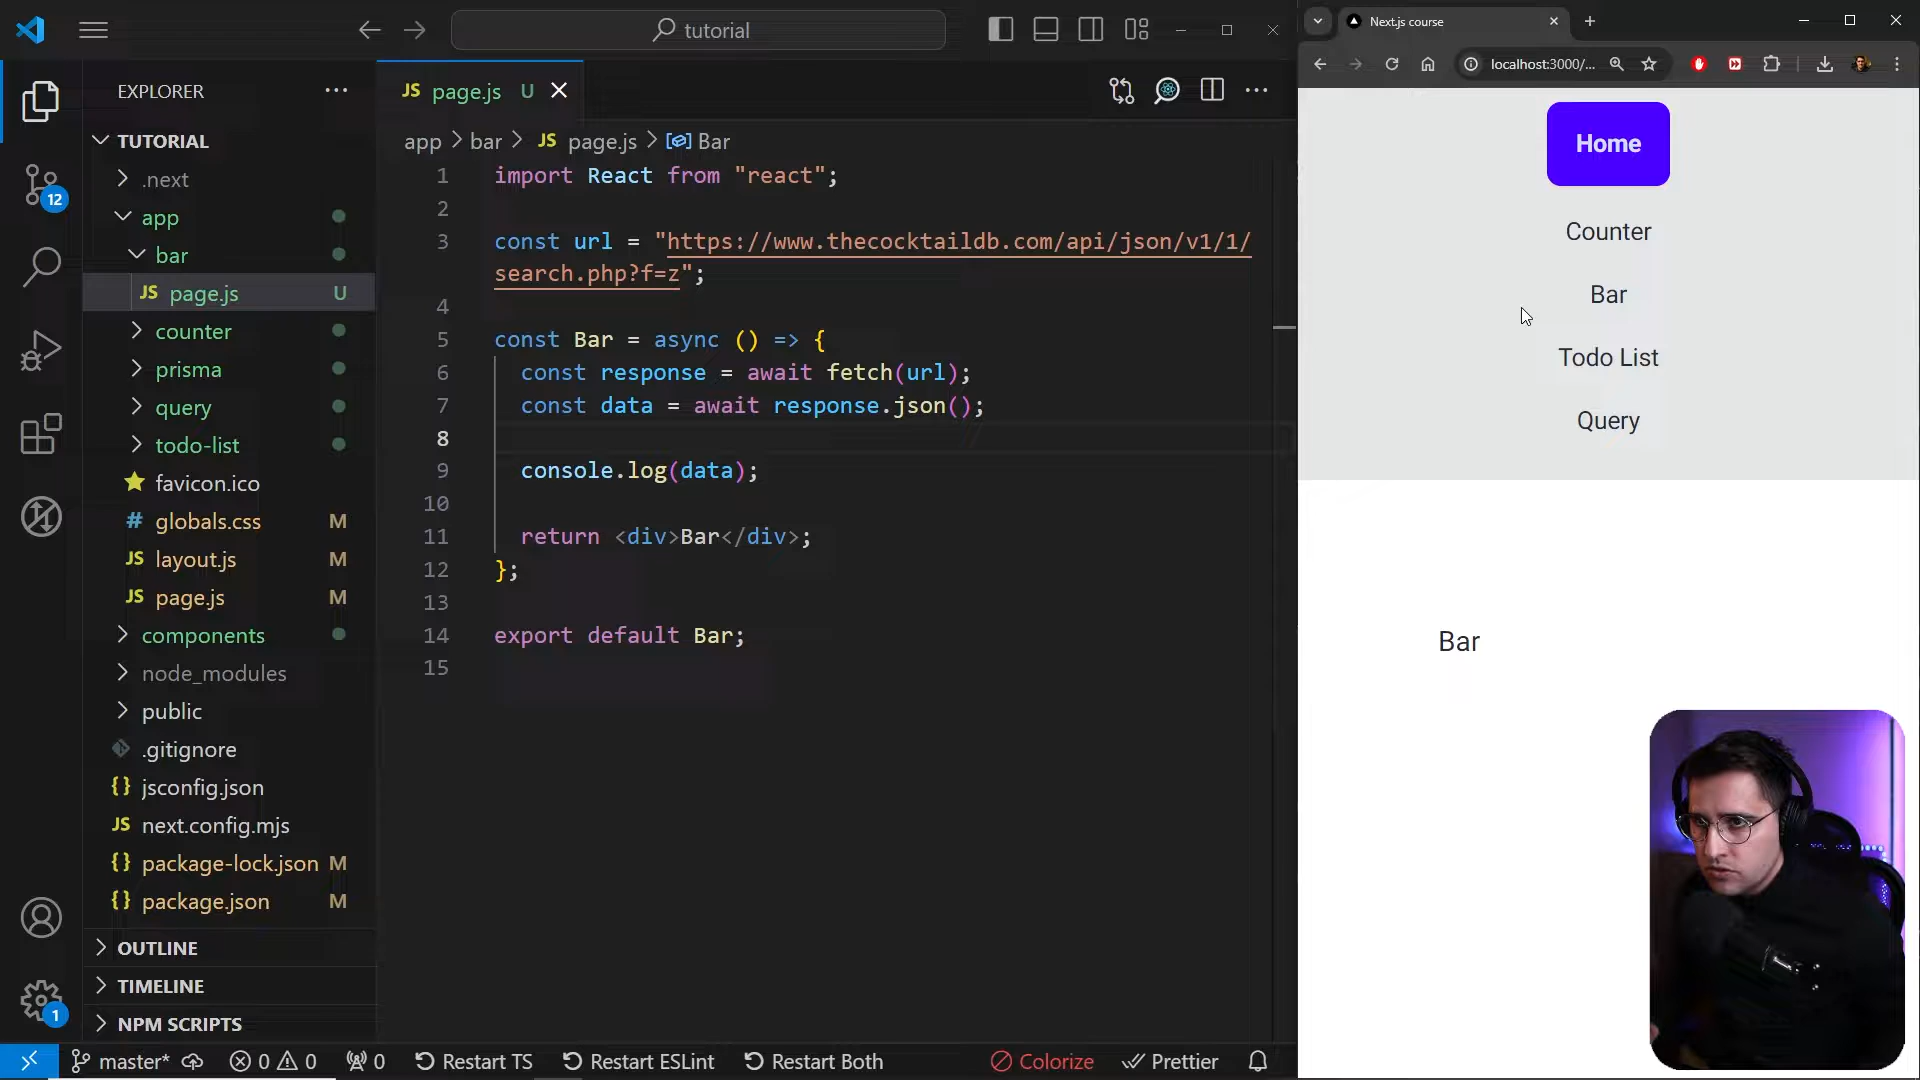 tutorial
EXPLORER
TUTORIAL
.next
app
bar
page.js U
counter
prisma
query
todo-list
favicon.ico
globals.css M
layout.js M
page.js M
components
node_modules
public
.gitignore
jsconfig.json
next.config.mjs
package-lock.json M
package.json M
OUTLINE
TIMELINE
NPM SCRIPTS
12
1
JS page.js U
app > bar > JS page.js > Bar
1 import React from "react";
2
3 const url = "https://www.thecocktaildb.com/api/json/v1/1/
search.php?f=z";
4
5 const Bar = async () => {
6 const response = await fetch(url);
7 const data = await response.json();
8
9 console.log(data);
10
11 return <div>Bar</div>;
12 };
13
14 export default Bar;
15
master* 0 0 0 Restart TS Restart ESLint Restart Both Colorize Prettier
Next.js course
localhost:3000/...
Home
Counter
Bar
Todo List
Query
Bar